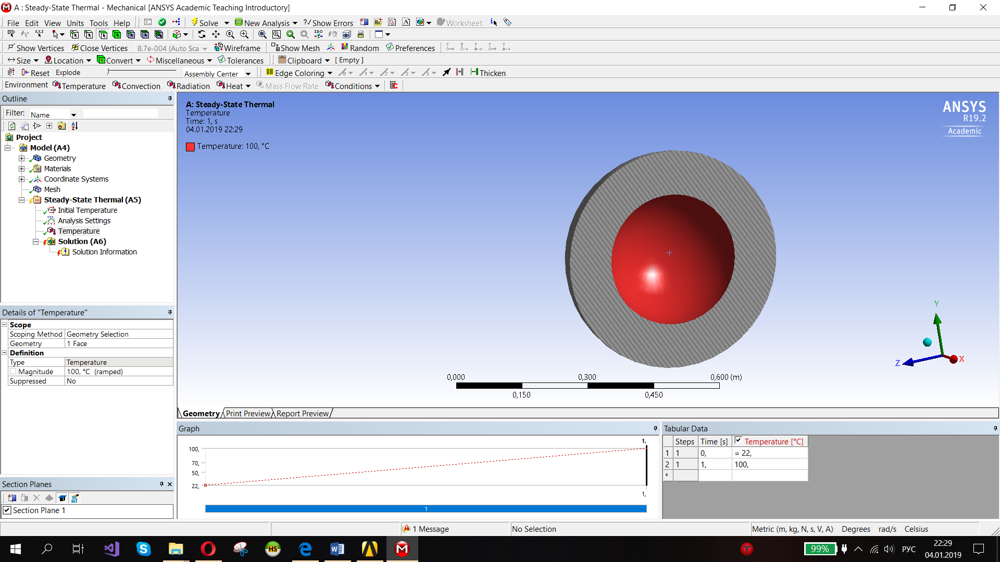 A : Steady-State Thermal - Mechanical [ANSYS Academic Teaching Introductory]
File Edit View Units Tools Help Solve New Analysis ?/Show Errors Worksheet
Show Vertices Close Vertices 8,7e-004 (Auto Sca Wireframe Show Mesh Random Preferences
Size Location Convert Miscellaneous Tolerances Clipboard [ Empty ]
Reset Explode Assembly Center Edge Coloring Thicken
Environment Temperature Convection Radiation Heat Mass Flow Rate Conditions
Outline
Filter: Name
Project
Model (A4)
Geometry
Materials
Coordinate Systems
Mesh
Steady-State Thermal (A5)
Initial Temperature
Analysis Settings
Temperature
Solution (A6)
Solution Information
Details of "Temperature"
Scope
Scoping Method Geometry Selection
Geometry 1 Face
Definition
Type Temperature
Magnitude 100, °C (ramped)
Suppressed No
Section Planes
Section Plane 1
A: Steady-State Thermal
Temperature
Time: 1, s
04.01.2019 22:29
Temperature: 100, °C
ANSYS
R19.2
Academic
Y
Z
X
0,000 0,300 0,600 (m)
0,150 0,450
Geometry Print Preview Report Preview
Graph
1,
100,
70,
50,
22,
1,
1
Tabular Data
Steps Time [s] Temperature [°C]
1 1 0, = 22,
2 1 1, 100,
*
1 Message No Selection Metric (m, kg, N, s, V, A) Degrees rad/s Celsius
HS
99% РУС 22:29
04.01.2019